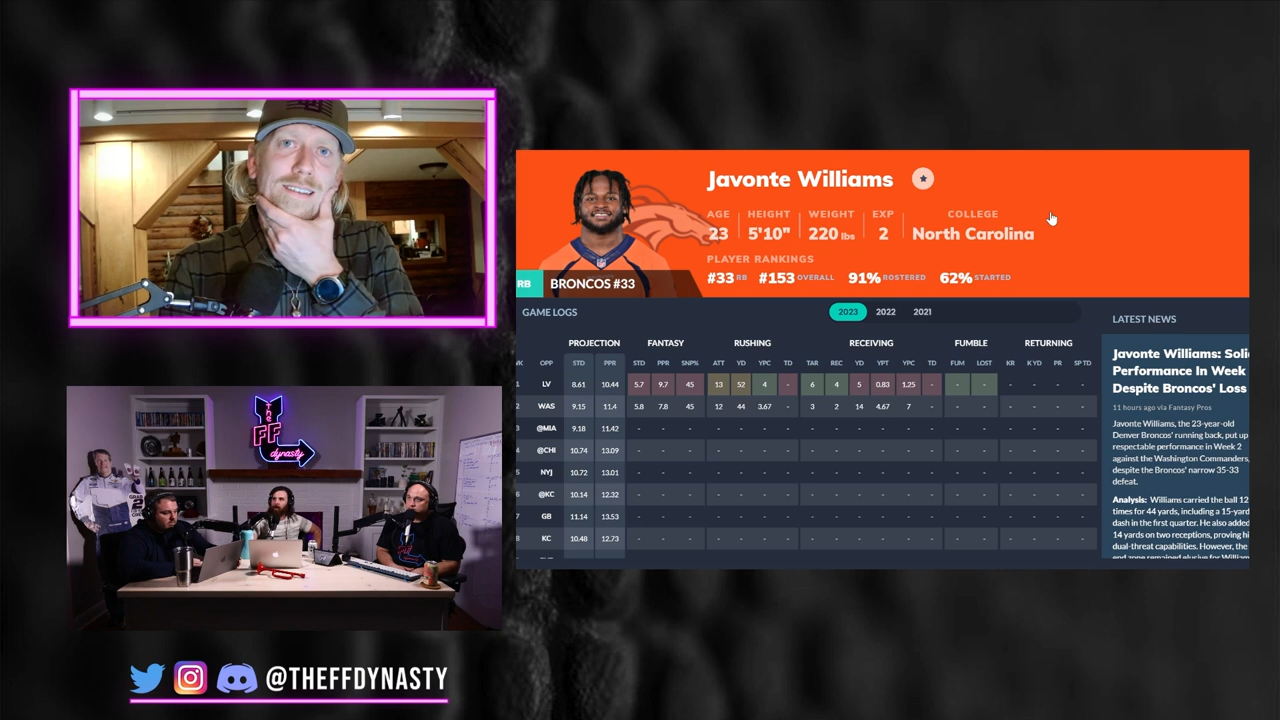 Javonte Williams
AGE HEIGHT WEIGHT EXP COLLEGE
23 5'10" 220 lbs 2 North Carolina
PLAYER RANKINGS
#33 RB #153 OVERALL 91% ROSTERED 62% STARTED
RB BRONCOS #33
GAME LOGS 2023 2022 2021
PROJECTION FANTASY RUSHING RECEIVING FUMBLE RETURNING
OPP STD PPR STD PPR SNP% ATT YD YPC TD TAR REC YD YPT YPC TD FUM LOST KR K YD PR SP TD
1 LV 8.61 10.44 5.7 9.7 45 13 52 4 - 6 4 5 0.83 1.25 - - - - - - -
2 WAS 9.15 11.4 5.8 7.8 45 12 44 3.67 - 3 2 14 4.67 7 - - - - - - -
3 @MIA 9.18 11.42 - - - - - - - - - - - - - - - - - - -
@CHI 10.74 13.09 - - - - - - - - - - - - - - - - - - -
5 NYJ 10.72 13.01 - - - - - - - - - - - - - - - - - - -
6 @KC 10.14 12.32 - - - - - - - - - - - - - - - - - - -
7 GB 11.14 13.53 - - - - - - - - - - - - - - - - - - -
8 KC 10.48 12.73 - - - - - - - - - - - - - - - - - - -
LATEST NEWS
Javonte Williams: Soli
Performance In Week
Despite Broncos' Loss
11 hours ago via Fantasy Pros
Javonte Williams, the 23-year-old
Denver Broncos' running back, put up
respectable performance in Week 2
against the Washington Commanders,
despite the Broncos' narrow 35-33
defeat.
Analysis: Williams carried the ball 12
times for 44 yards, including a 15-yard
dash in the first quarter. He also added
14 yards on two receptions, proving hi
dual-threat capabilities. However, the
end zone remained elusive for William
The
FF
dynasty
@THEFFDYNASTY